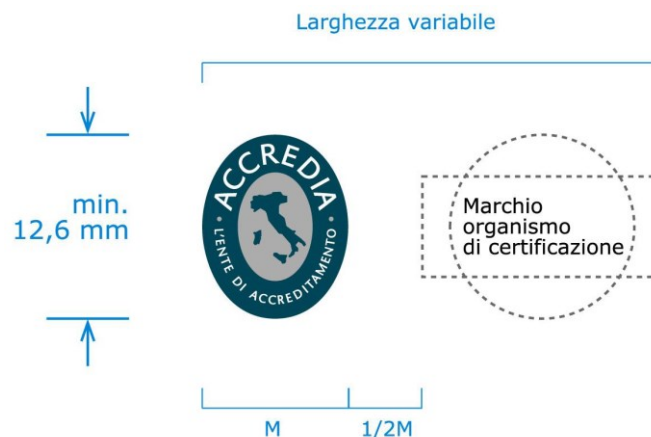 Larghezza variabile
min.
12,6 mm
ACCREDIA
• L'ENTE DI ACCREDITAMENTO •
Marchio
organismo
di certificazione
M
1/2M